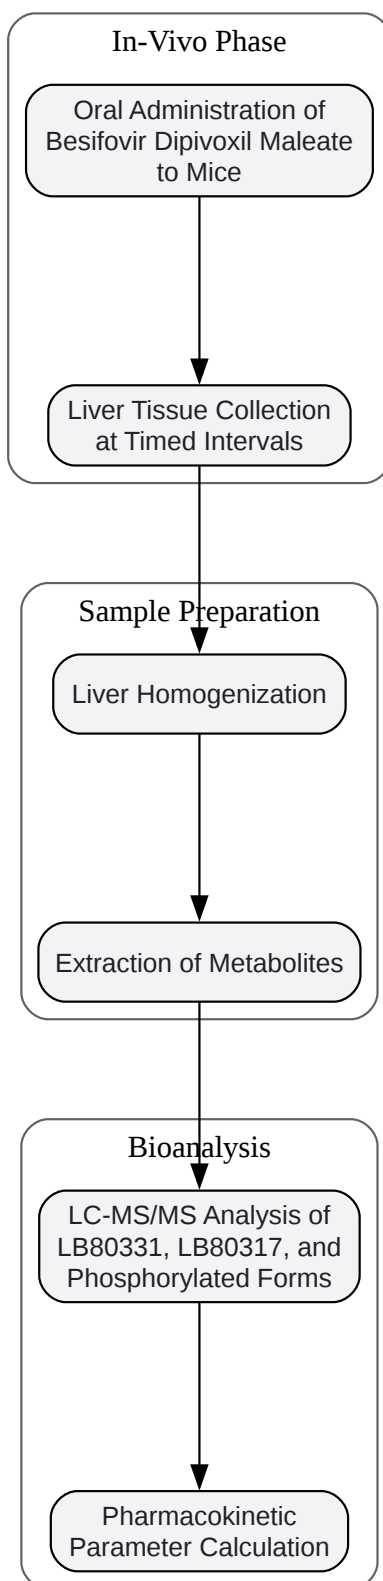 In-Vivo Phase
Oral Administration of
Besifovir Dipivoxil Maleate
to Mice
Liver Tissue Collection
at Timed Intervals
Sample Preparation
Liver Homogenization
Extraction of Metabolites
Bioanalysis
LC-MS/MS Analysis of
LB80331, LB80317, and
Phosphorylated Forms
Pharmacokinetic
Parameter Calculation